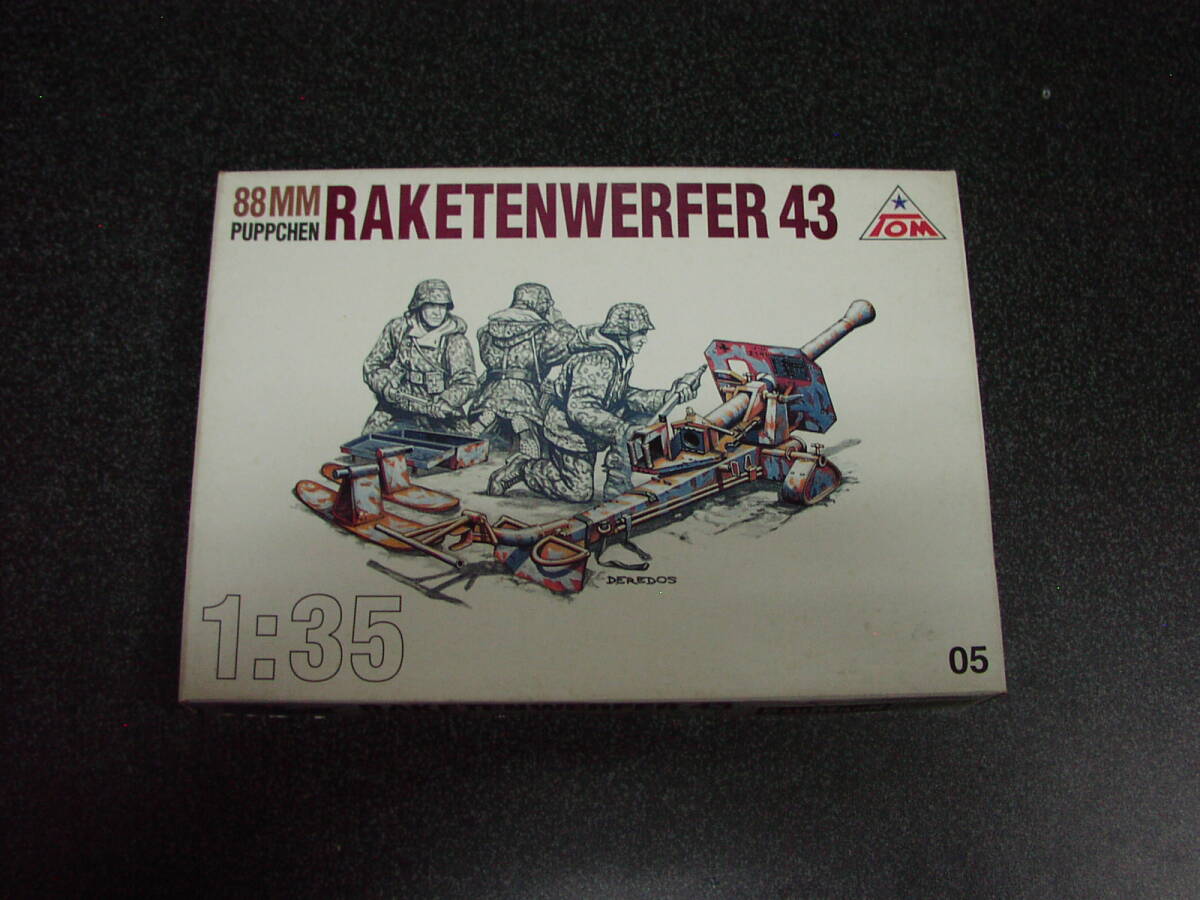 88MM
PUPPCHEN
RAKETENWERFER 43
TOM
DEREDOS
1:35
05